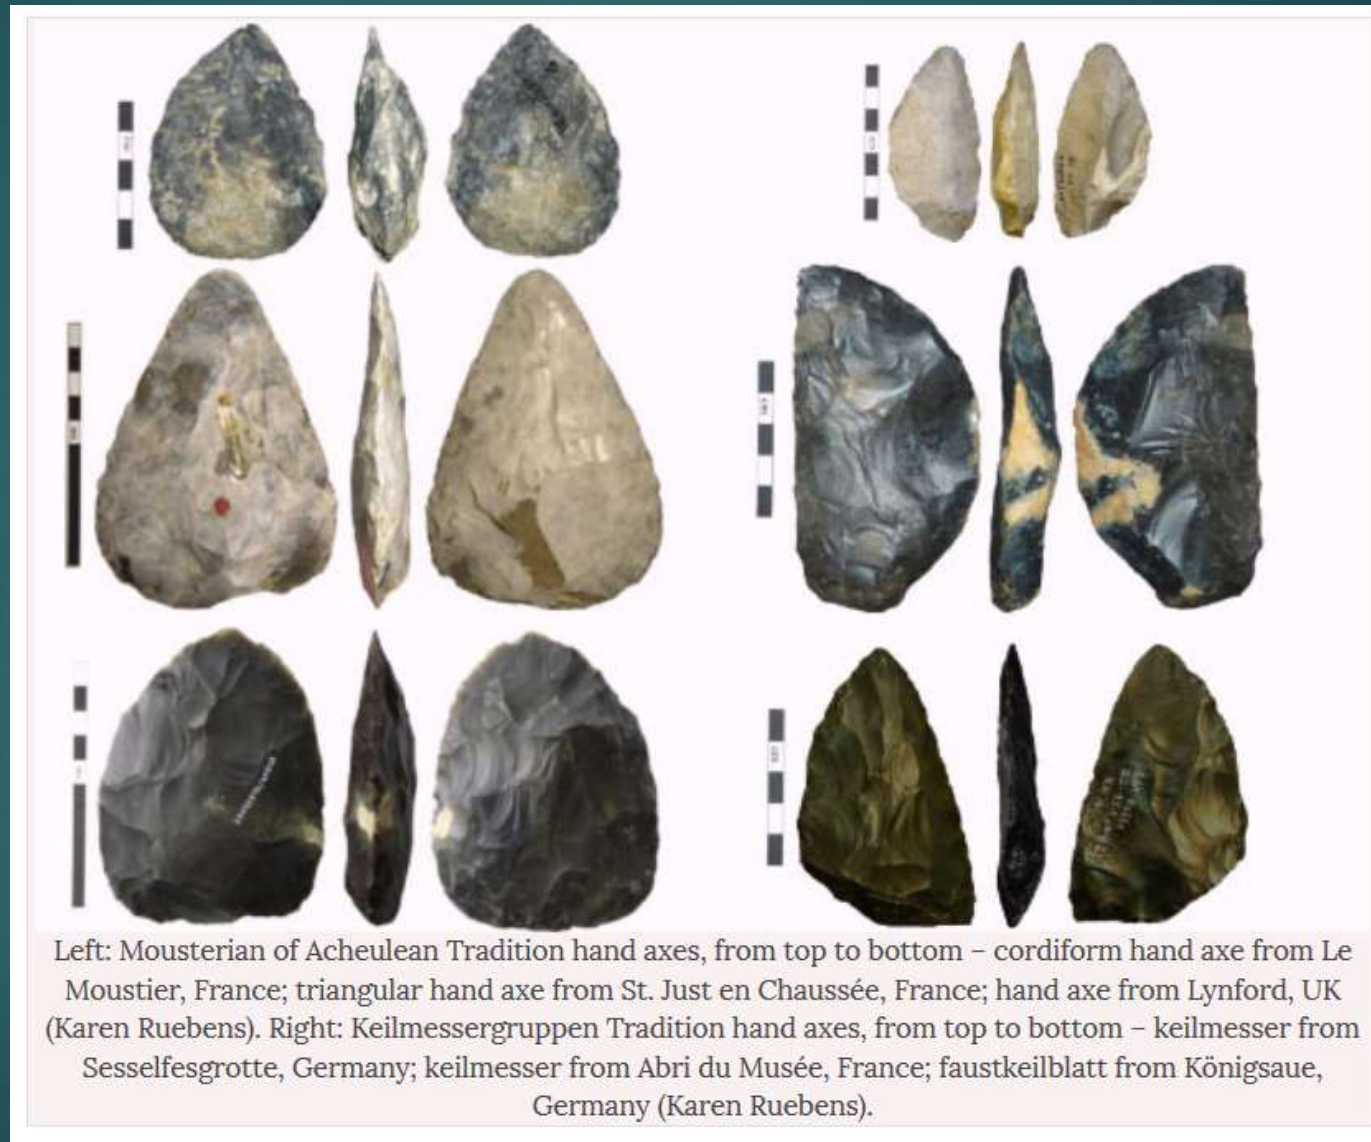 Left: Mousterian of Acheulean Tradition hand axes, from top to bottom – cordiform hand axe from Le
Moustier, France; triangular hand axe from St. Just en Chaussée, France; hand axe from Lynford, UK
(Karen Ruebens). Right: Keilmessergruppen Tradition hand axes, from top to bottom – keilmesser from
Sesselfesgrotte, Germany; keilmesser from Abri du Musée, France; faustkeilblatt from Königsaue,
Germany (Karen Ruebens).